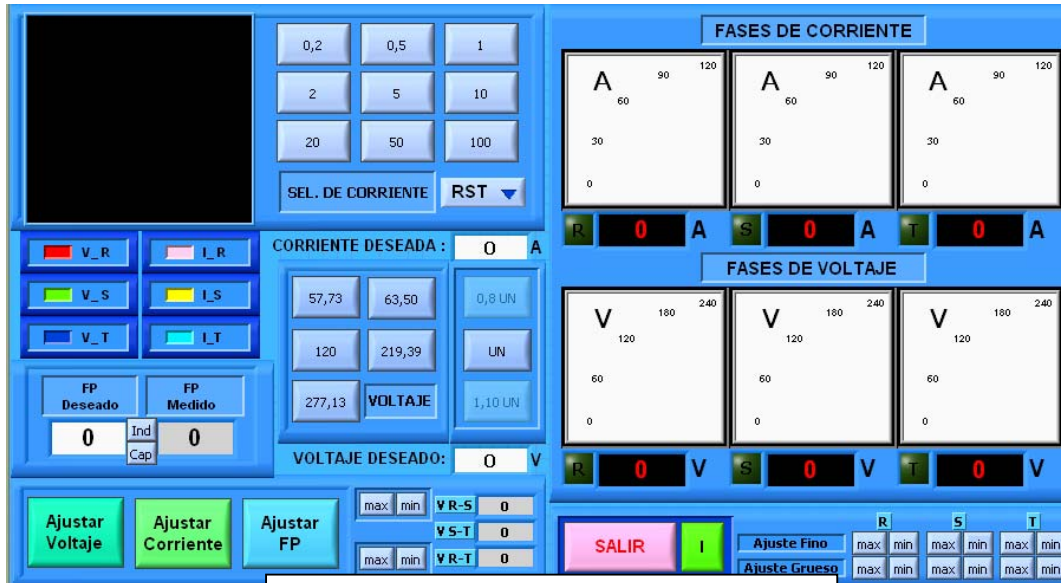 0,2 0,5 1
2 5 10
20 50 100
SEL. DE CORRIENTE RST
V_R I_R
V_S I_S
V_T I_T
CORRIENTE DESEADA : 0 A
57,73 63,50 0,8 UN
120 219,39 UN
277,13 VOLTAJE 1,10 UN
VOLTAJE DESEADO: 0 V
FP
Deseado
FP
Medido
0 Ind 0
Cap
Ajustar
Voltaje
Ajustar
Corriente
Ajustar
FP
max min V R-S 0
V S-T 0
max min V R-T 0
FASES DE CORRIENTE
A 90 120
60
30
0
A 90 120
60
30
0
A 90 120
60
30
0
R 0 A S 0 A T 0 A
FASES DE VOLTAJE
V 180 240
120
60
0
V 180 240
120
60
0
V 180 240
120
60
0
R 0 V S 0 V T 0 V
SALIR I
R S T
Ajuste Fino max min max min max min
Ajuste Grueso max min max min max min